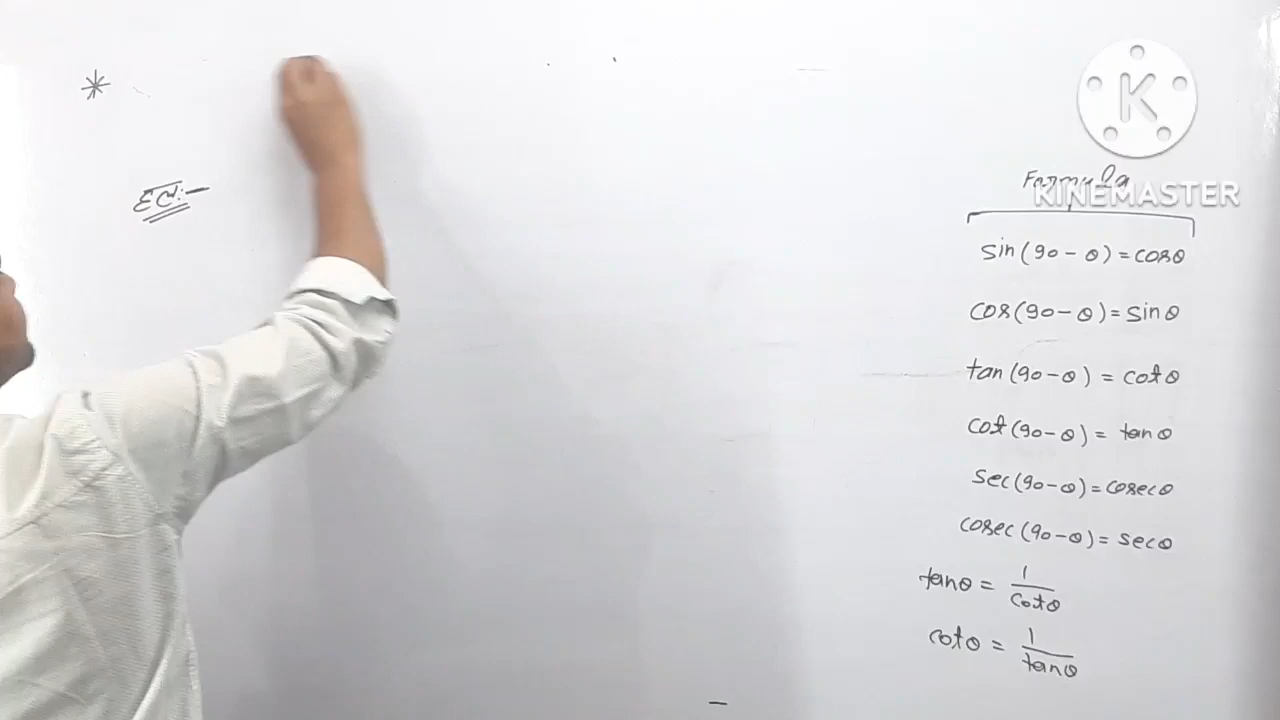 *
हल:-
Formula
KINEMASTER
sin(90-θ)=cosθ
cos(90-θ)=sinθ
tan(90-θ) = cotθ
cot(90-θ) = tanθ
sec(90-θ)=cosecθ
cosec(90-θ)= secθ
tanθ = 1/cotθ
cotθ = 1/tanθ